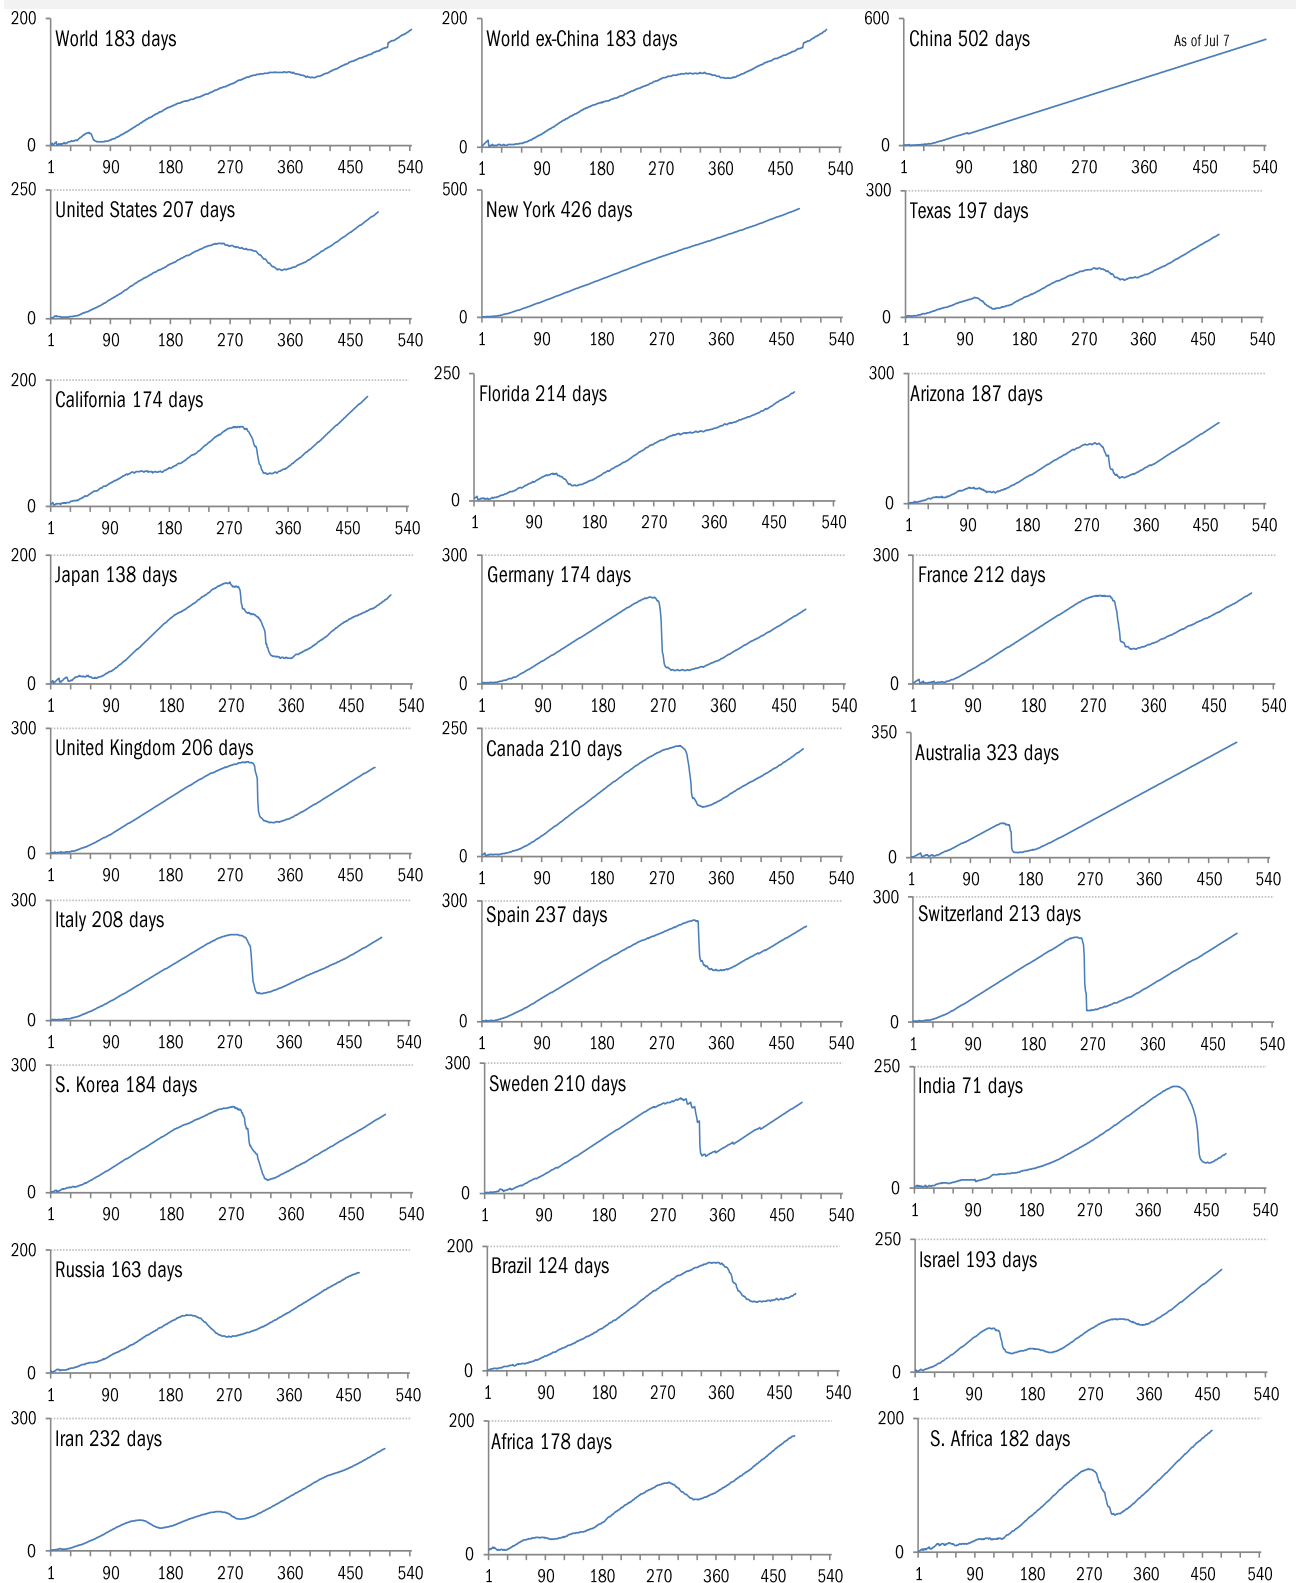 200
World 183 days
0
1 90 180 270 360 450 540
200
World ex-China 183 days
0
1 90 180 270 360 450 540
600
China 502 days
As of Jul 7
0
1 90 180 270 360 450 540
250
United States 207 days
0
1 90 180 270 360 450 540
500
New York 426 days
0
1 90 180 270 360 450 540
300
Texas 197 days
0
1 90 180 270 360 450 540
200
California 174 days
0
1 90 180 270 360 450 540
250
Florida 214 days
0
1 90 180 270 360 450 540
300
Arizona 187 days
0
1 90 180 270 360 450 540
200
Japan 138 days
0
1 90 180 270 360 450 540
300
Germany 174 days
0
1 90 180 270 360 450 540
300
France 212 days
0
1 90 180 270 360 450 540
300
United Kingdom 206 days
0
1 90 180 270 360 450 540
250
Canada 210 days
0
1 90 180 270 360 450 540
350
Australia 323 days
0
1 90 180 270 360 450 540
300
Italy 208 days
0
1 90 180 270 360 450 540
300
Spain 237 days
0
1 90 180 270 360 450 540
300
Switzerland 213 days
0
1 90 180 270 360 450 540
300
S. Korea 184 days
0
1 90 180 270 360 450 540
300
Sweden 210 days
0
1 90 180 270 360 450 540
250
India 71 days
0
1 90 180 270 360 450 540
200
Russia 163 days
0
1 90 180 270 360 450 540
200
Brazil 124 days
0
1 90 180 270 360 450 540
250
Israel 193 days
0
1 90 180 270 360 450 540
300
Iran 232 days
0
1 90 180 270 360 450 540
200
Africa 178 days
0
1 90 180 270 360 450 540
200
S. Africa 182 days
0
1 90 180 270 360 450 540